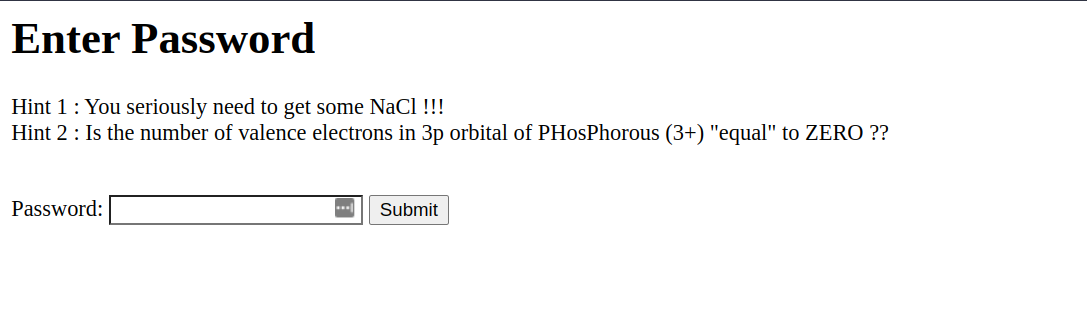 Enter Password
Hint 1 : You seriously need to get some NaCl !!!
Hint 2 : Is the number of valence electrons in 3p orbital of PHosPhorous (3+) "equal" to ZERO ??
Password: Submit